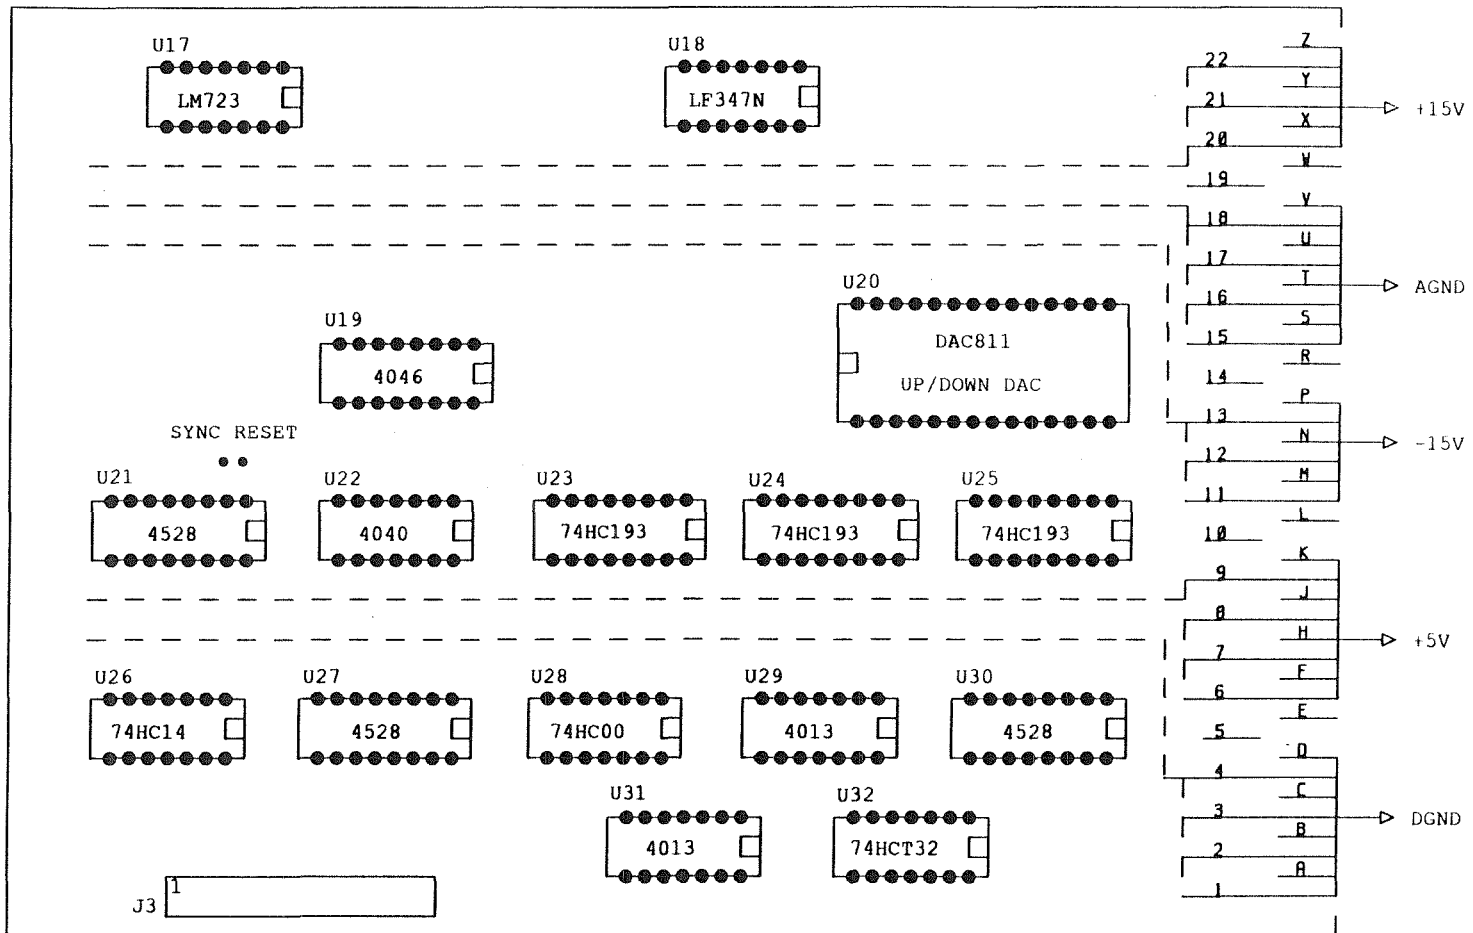 U17
LM723
U18
LF347N
U19
4046
U20
DAC811
UP/DOWN DAC
SYNC RESET
U21
4528
U22
4040
U23
74HC193
U24
74HC193
U25
74HC193
U26
74HC14
U27
4528
U28
74HC00
U29
4013
U30
4528
U31
4013
U32
74HCT32
J3
1
Z
22
Y
21
+15V
X
20
W
19
V
18
U
17
T
AGND
16
S
15
R
14
P
13
N
-15V
12
M
11
L
10
K
9
J
8
H
+5V
7
F
6
E
5
D
4
C
3
DGND
B
2
A
1